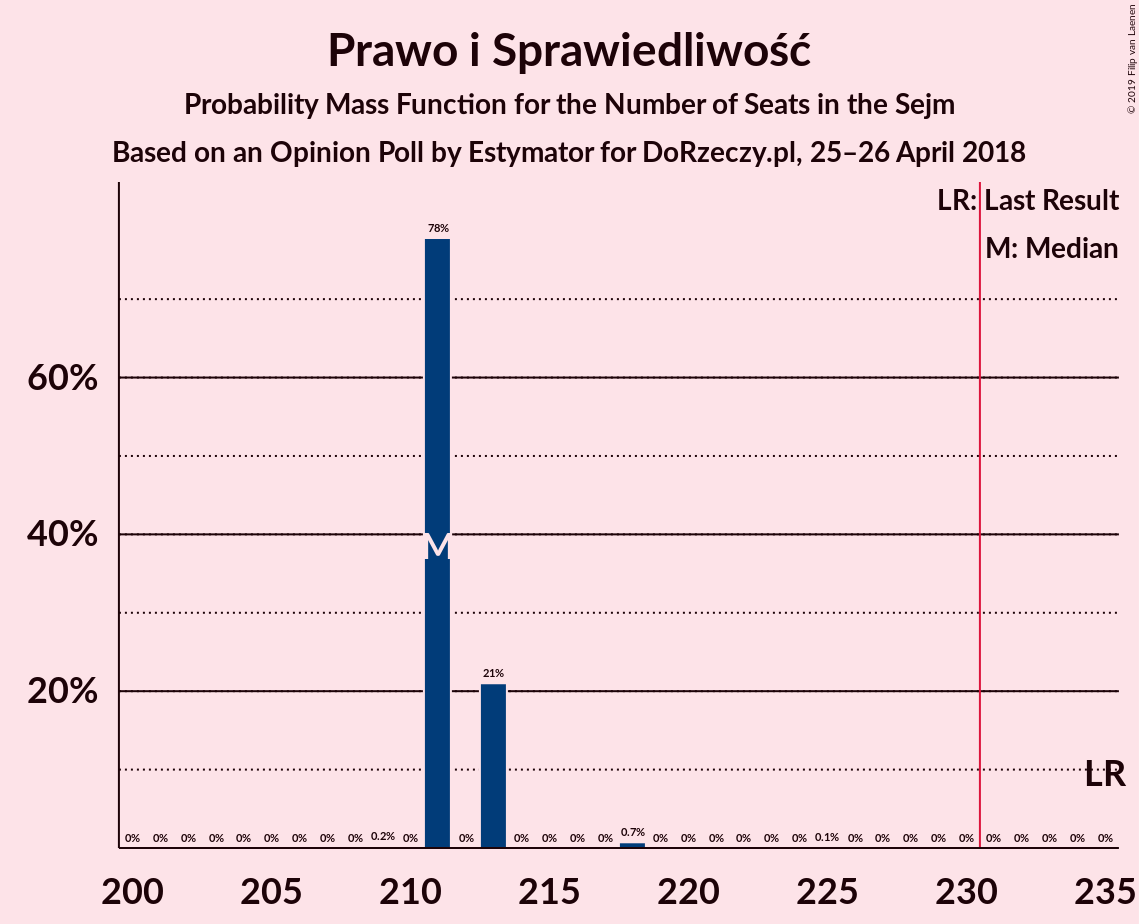 Prawo i Sprawiedliwość
Probability Mass Function for the Number of Seats in the Sejm
Based on an Opinion Poll by Estymator for DoRzeczy.pl, 25–26 April 2018
© 2019 Filip van Laenen
LR: Last Result
M: Median
78%
60%
40%
M
21%
20%
LR
0% 0% 0% 0% 0% 0% 0% 0% 0% 0.2% 0% 0% 0% 0% 0% 0% 0.7% 0% 0% 0% 0% 0% 0% 0.1% 0% 0% 0% 0% 0% 0% 0% 0% 0% 0%
200 205 210 215 220 225 230 235